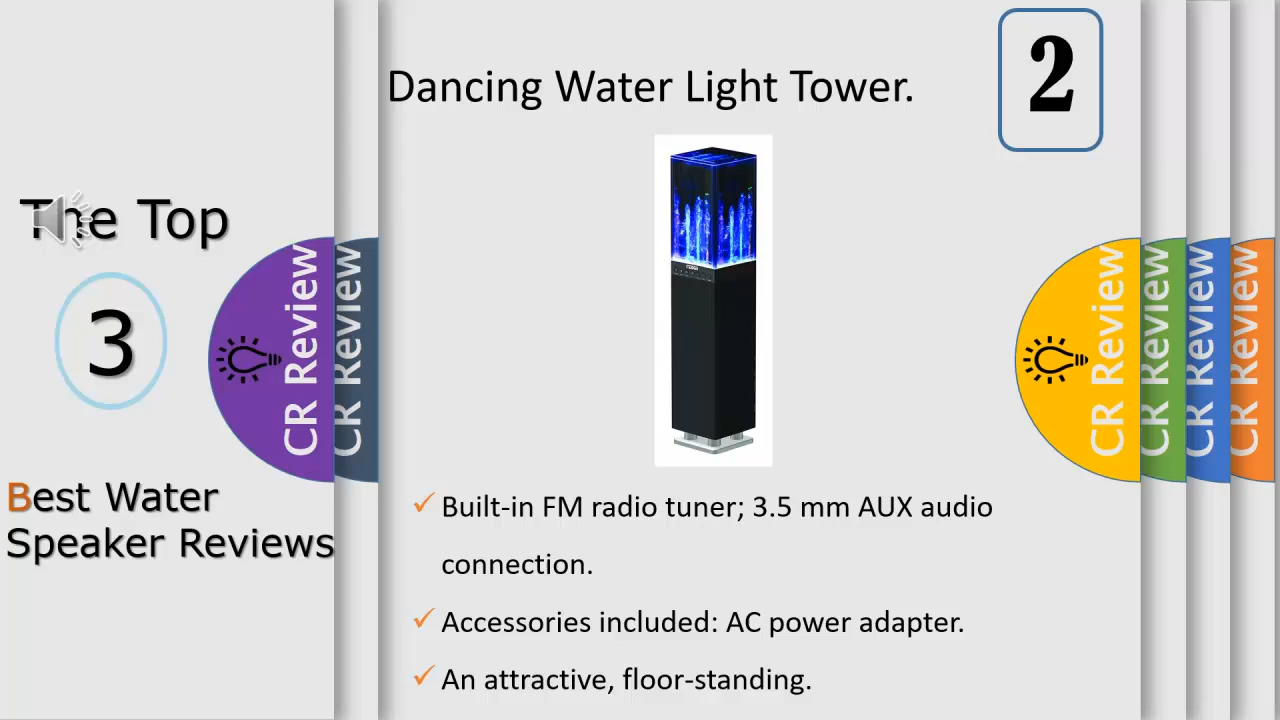 Dancing Water Light Tower.
2
The Top
3
Best Water
Speaker Reviews
CR Review
CR Review
CR Review
CR Review
CR Review
CR Review
Built-in FM radio tuner; 3.5 mm AUX audio
connection.
Accessories included: AC power adapter.
An attractive, floor-standing.